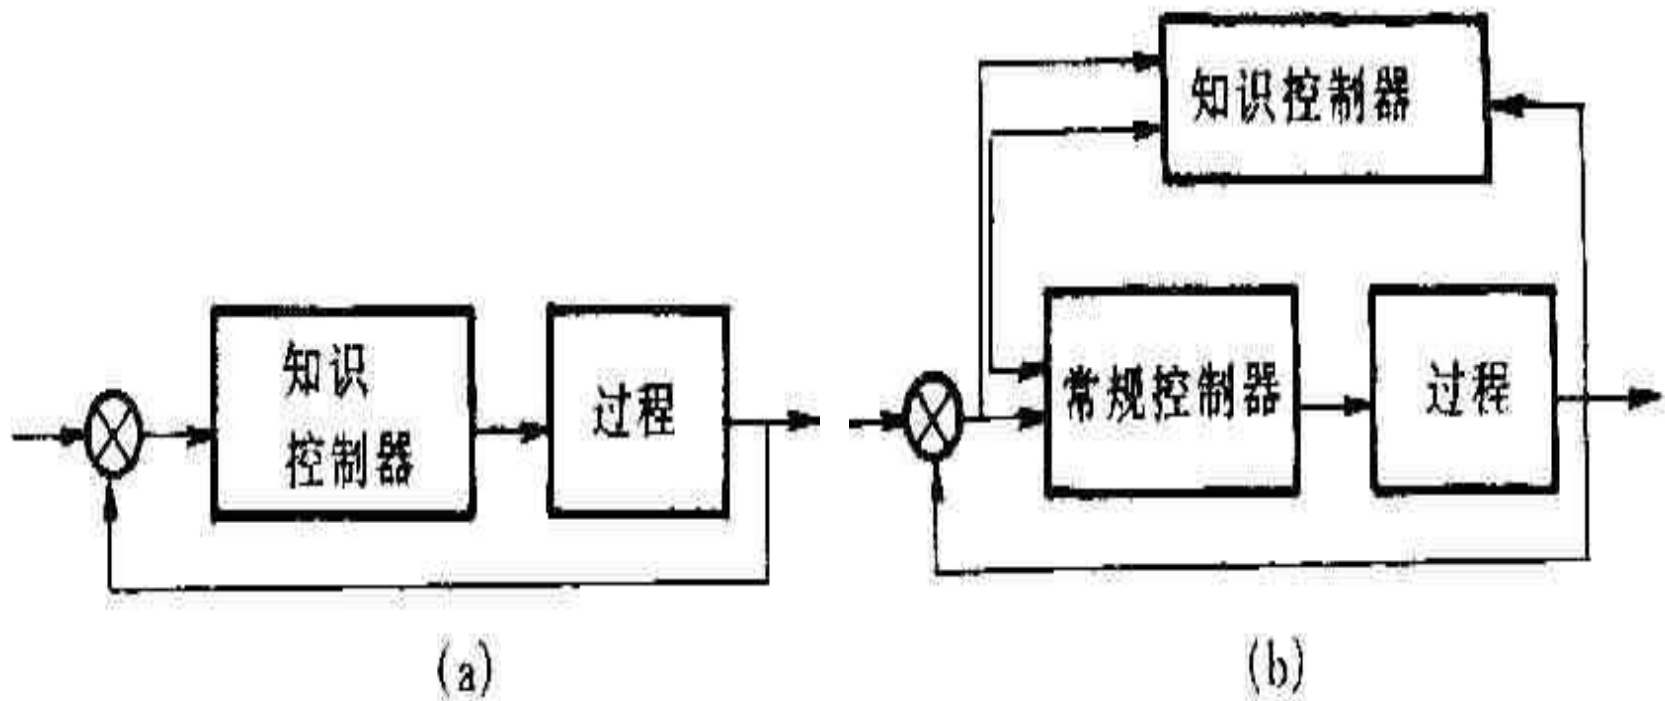 知识
控制器
过程
(a)
知识控制器
常规控制器
过程
(b)